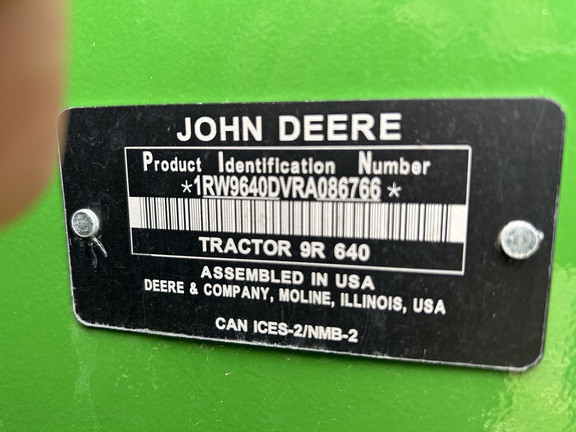 JOHN DEERE
Product Identification Number
*1RW9640DVRA086766*
TRACTOR 9R 640
ASSEMBLED IN USA
DEERE & COMPANY, MOLINE, ILLINOIS, USA
CAN ICES-2/NMB-2